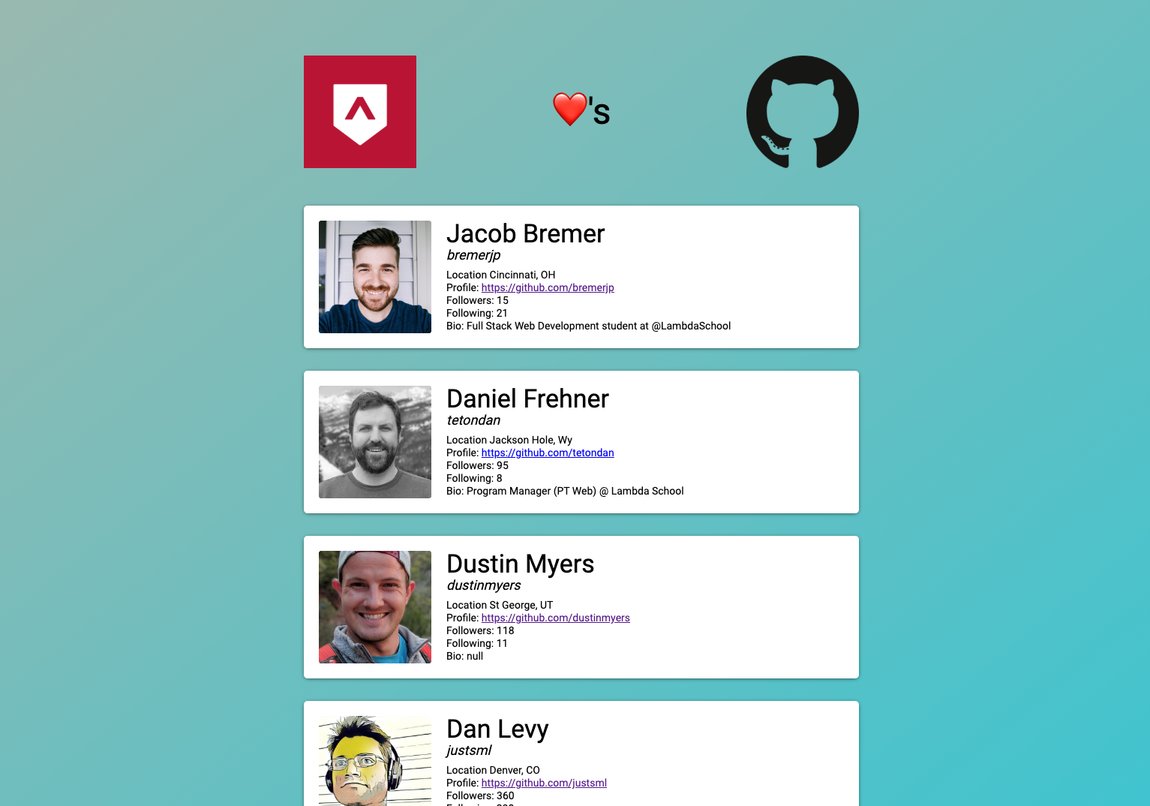 ❤️'s
Jacob Bremer
bremerjp
Location Cincinnati, OH
Profile: https://github.com/bremerjp
Followers: 15
Following: 21
Bio: Full Stack Web Development student at @LambdaSchool
Daniel Frehner
tetondan
Location Jackson Hole, Wy
Profile: https://github.com/tetondan
Followers: 95
Following: 8
Bio: Program Manager (PT Web) @ Lambda School
Dustin Myers
dustinmyers
Location St George, UT
Profile: https://github.com/dustinmyers
Followers: 118
Following: 11
Bio: null
Dan Levy
justsml
Location Denver, CO
Profile: https://github.com/justsml
Followers: 360